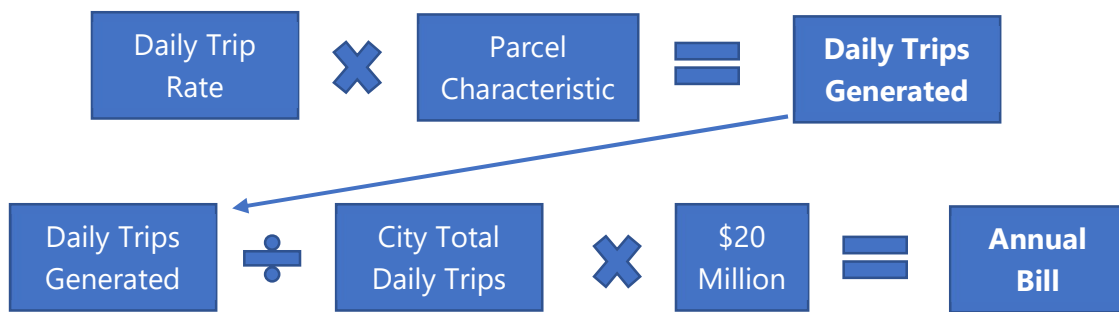 Daily Trip
Rate
Parcel
Characteristic
Daily Trips
Generated
Daily Trips
Generated
City Total
Daily Trips
$20
Million
Annual
Bill